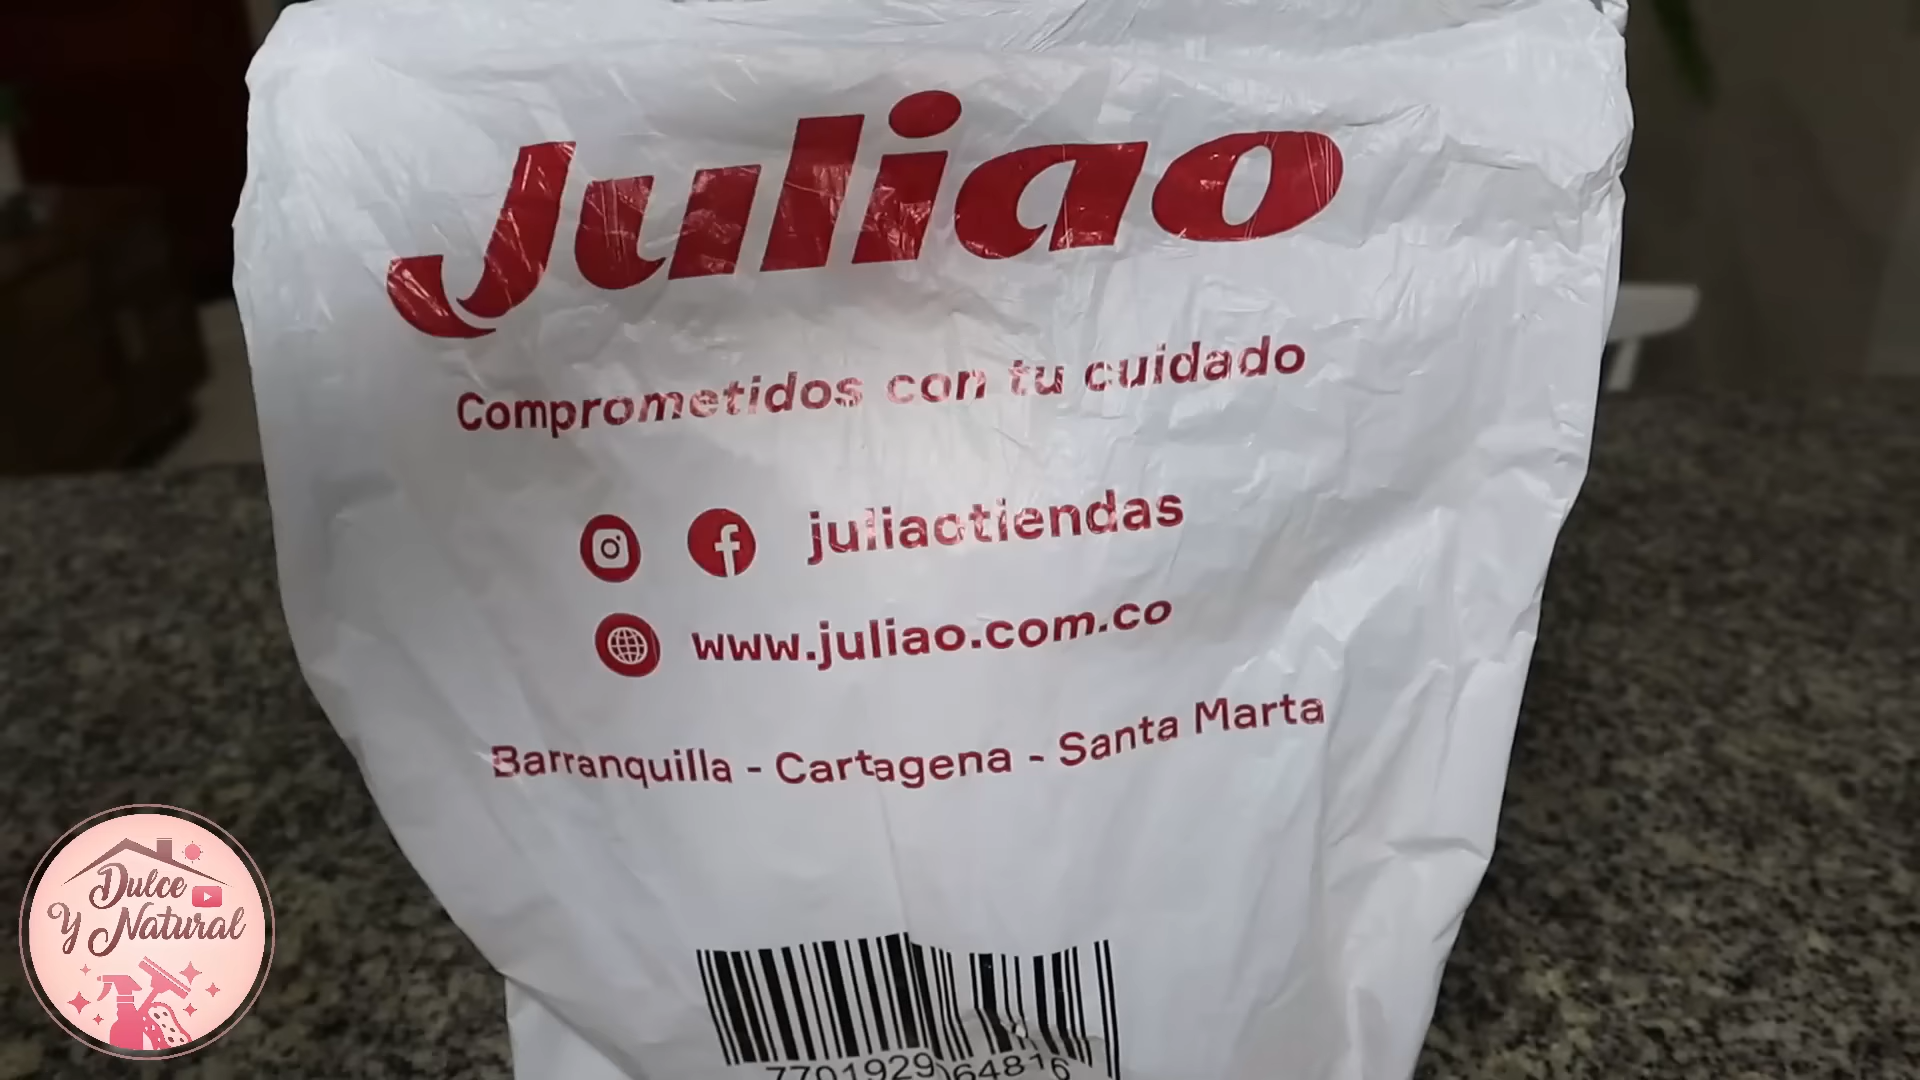 Juliao
Comprometidos con tu cuidado
juliaotiendas
www.juliao.com.co
Barranquilla - Cartagena - Santa Marta
Dulce
Y Natural